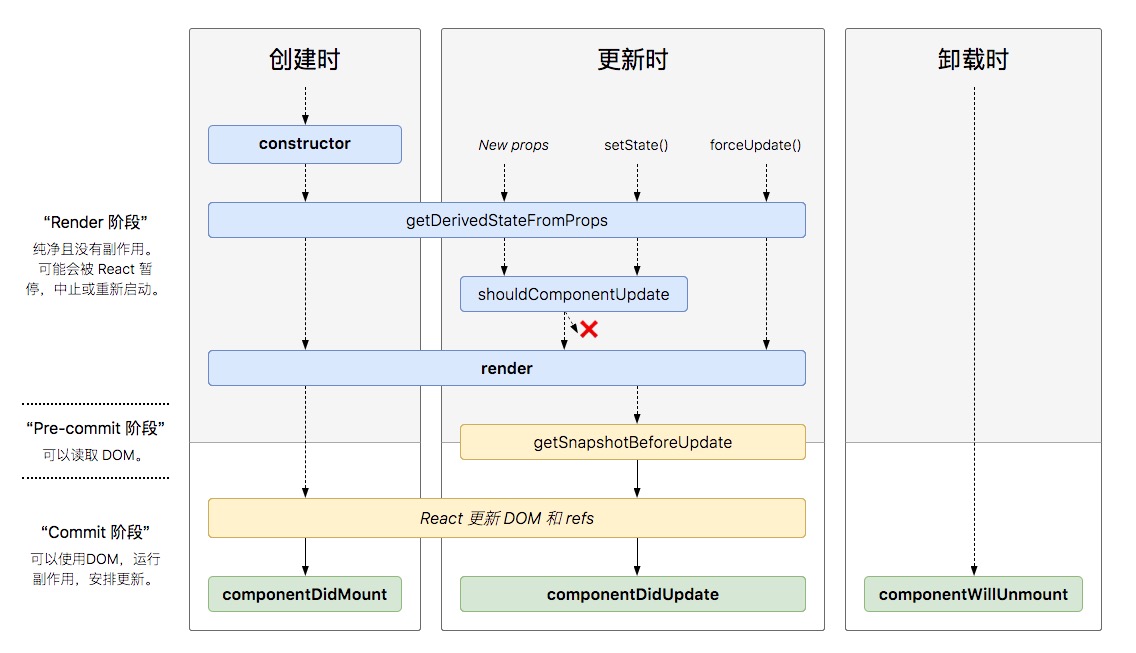 创建时
更新时
卸载时
constructor
New props
setState()
forceUpdate()
“Render 阶段”
纯净且没有副作用。
可能会被 React 暂
停，中止或重新启动。
getDerivedStateFromProps
shouldComponentUpdate
render
“Pre-commit 阶段”
可以读取 DOM。
getSnapshotBeforeUpdate
React 更新 DOM 和 refs
“Commit 阶段”
可以使用DOM，运行
副作用，安排更新。
componentDidMount
componentDidUpdate
componentWillUnmount